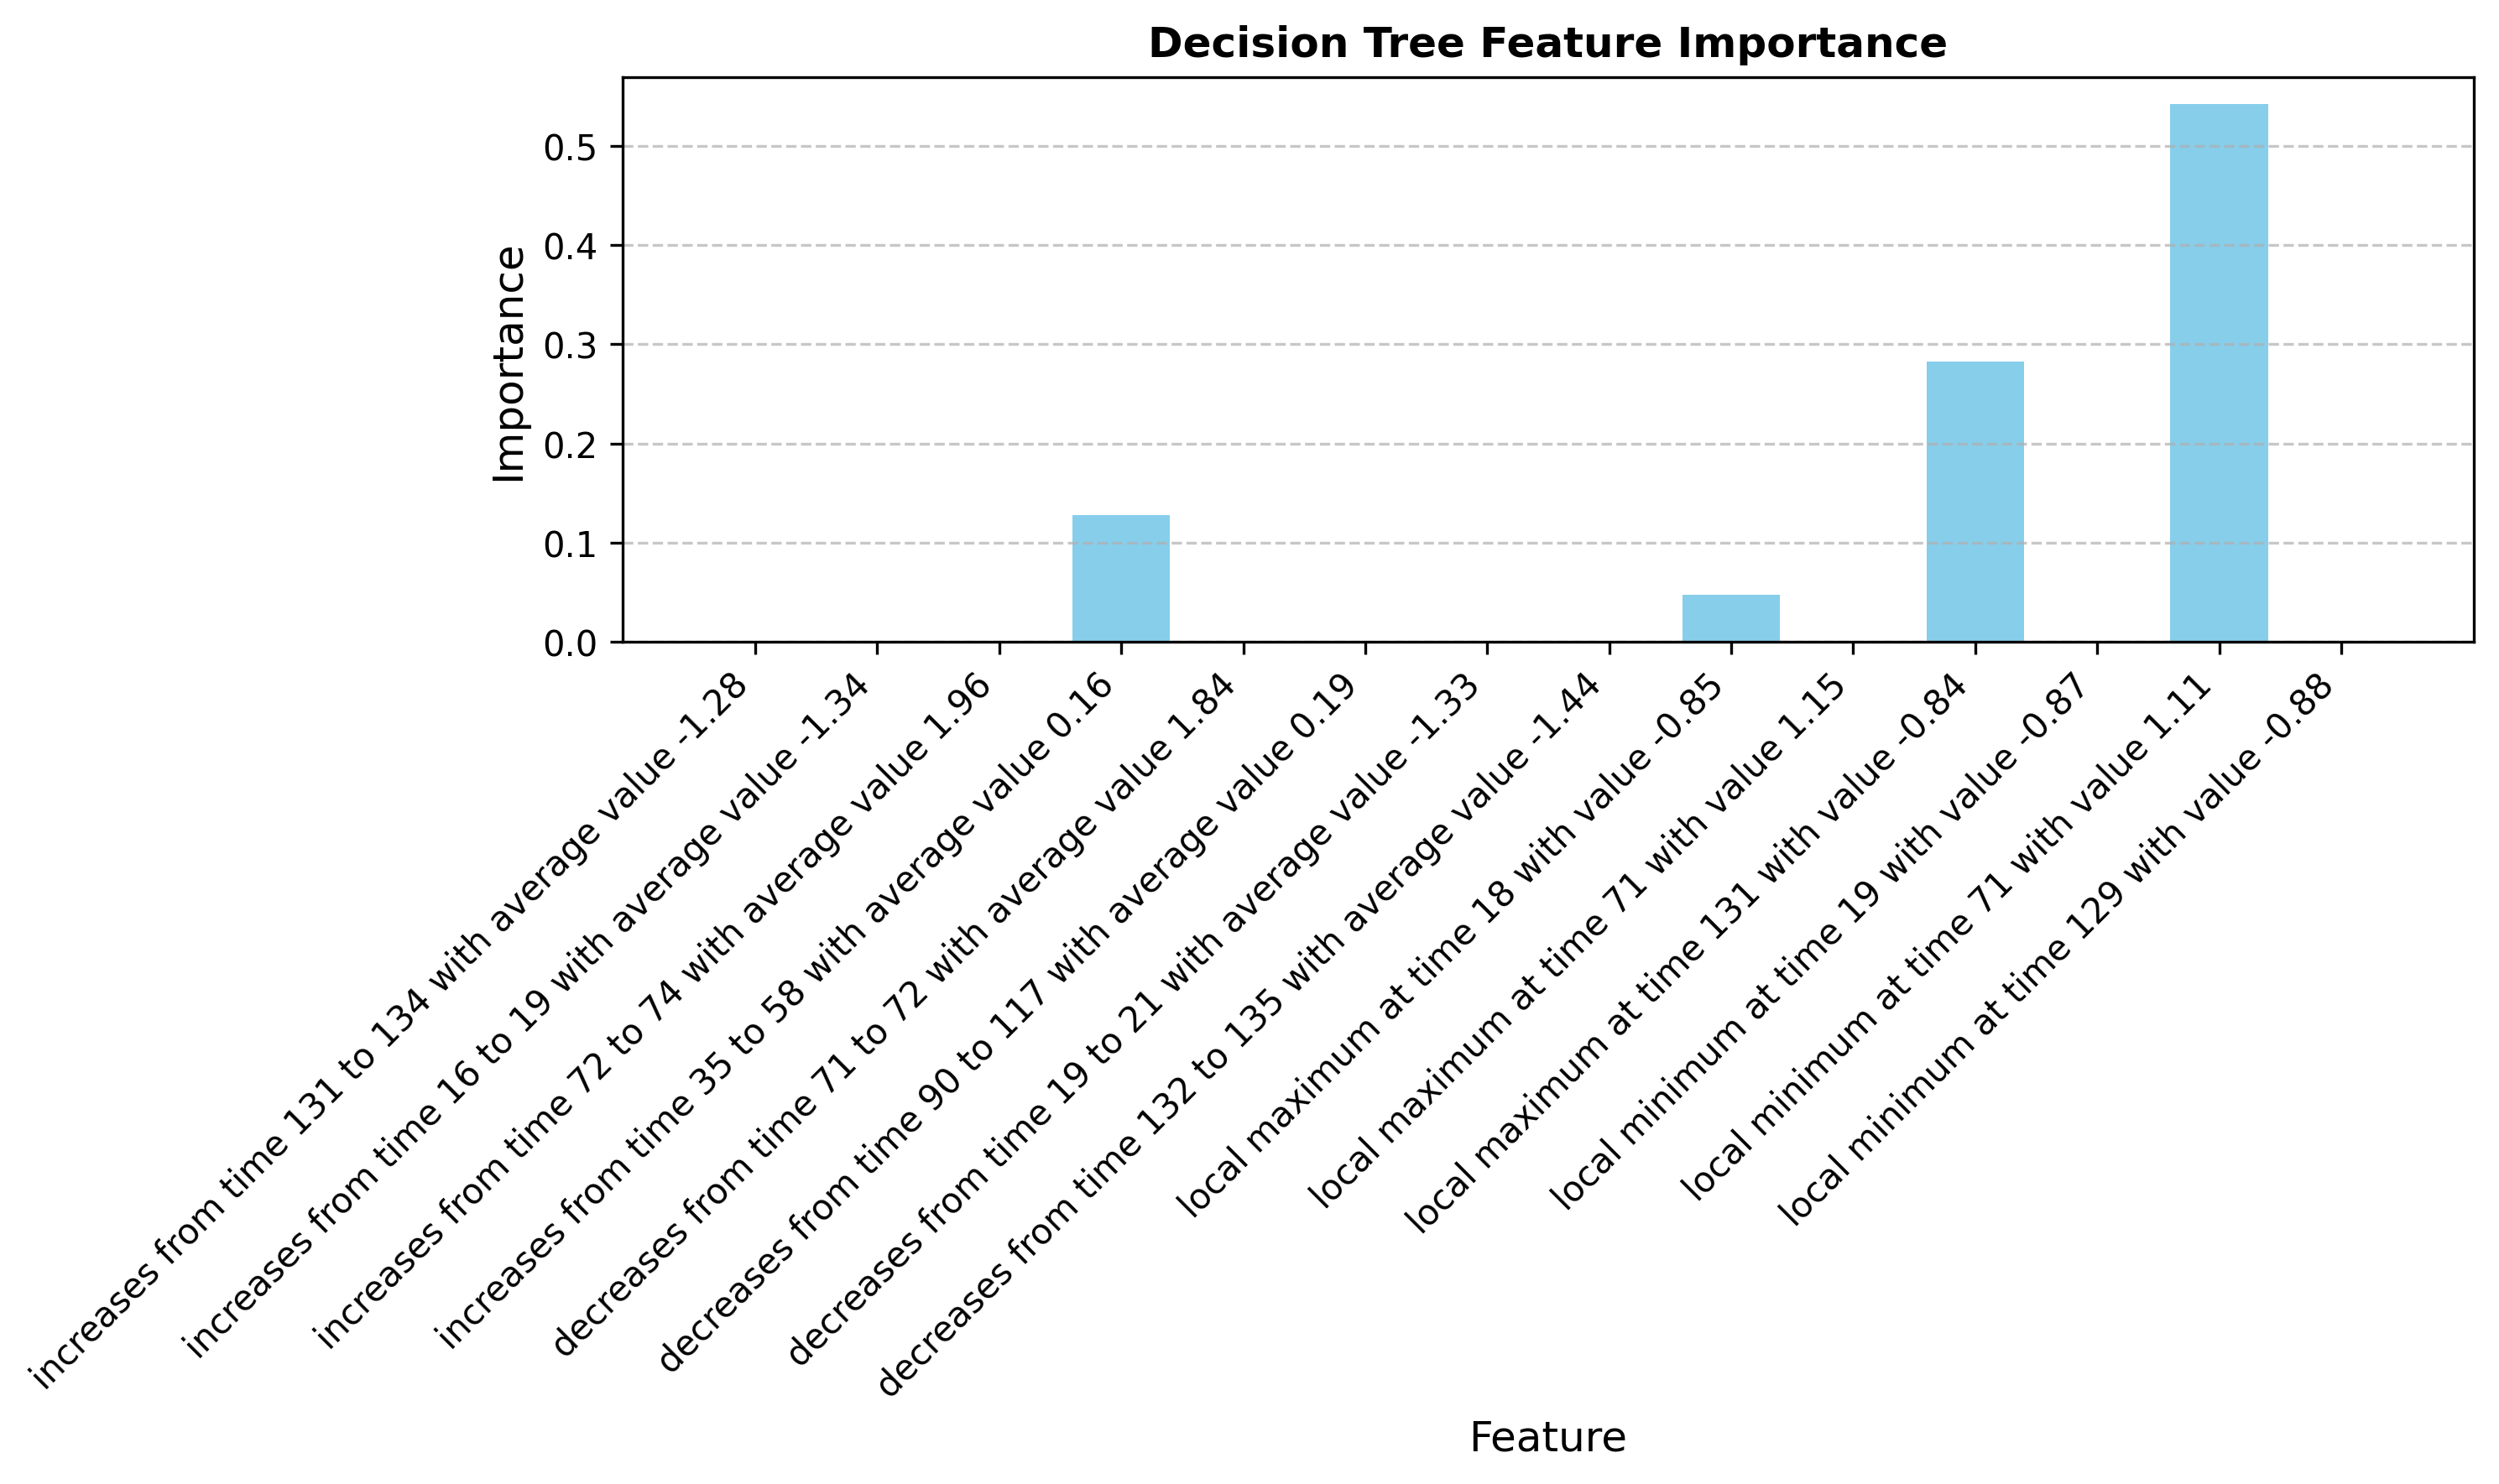 Decision Tree Feature Importance
Importance
0.5
0.4
0.3
0.2
0.1
0.0
increases from time 131 to 134 with average value -1.28
increases from time 16 to 19 with average value -1.34
increases from time 72 to 74 with average value 1.96
increases from time 35 to 58 with average value 0.16
decreases from time 71 to 72 with average value 1.84
decreases from time 90 to 117 with average value 0.19
decreases from time 19 to 21 with average value -1.33
decreases from time 132 to 135 with average value -1.44
local maximum at time 18 with value -0.85
local maximum at time 71 with value 1.15
local maximum at time 131 with value -0.84
local minimum at time 19 with value -0.87
local minimum at time 71 with value 1.11
local minimum at time 129 with value -0.88
Feature